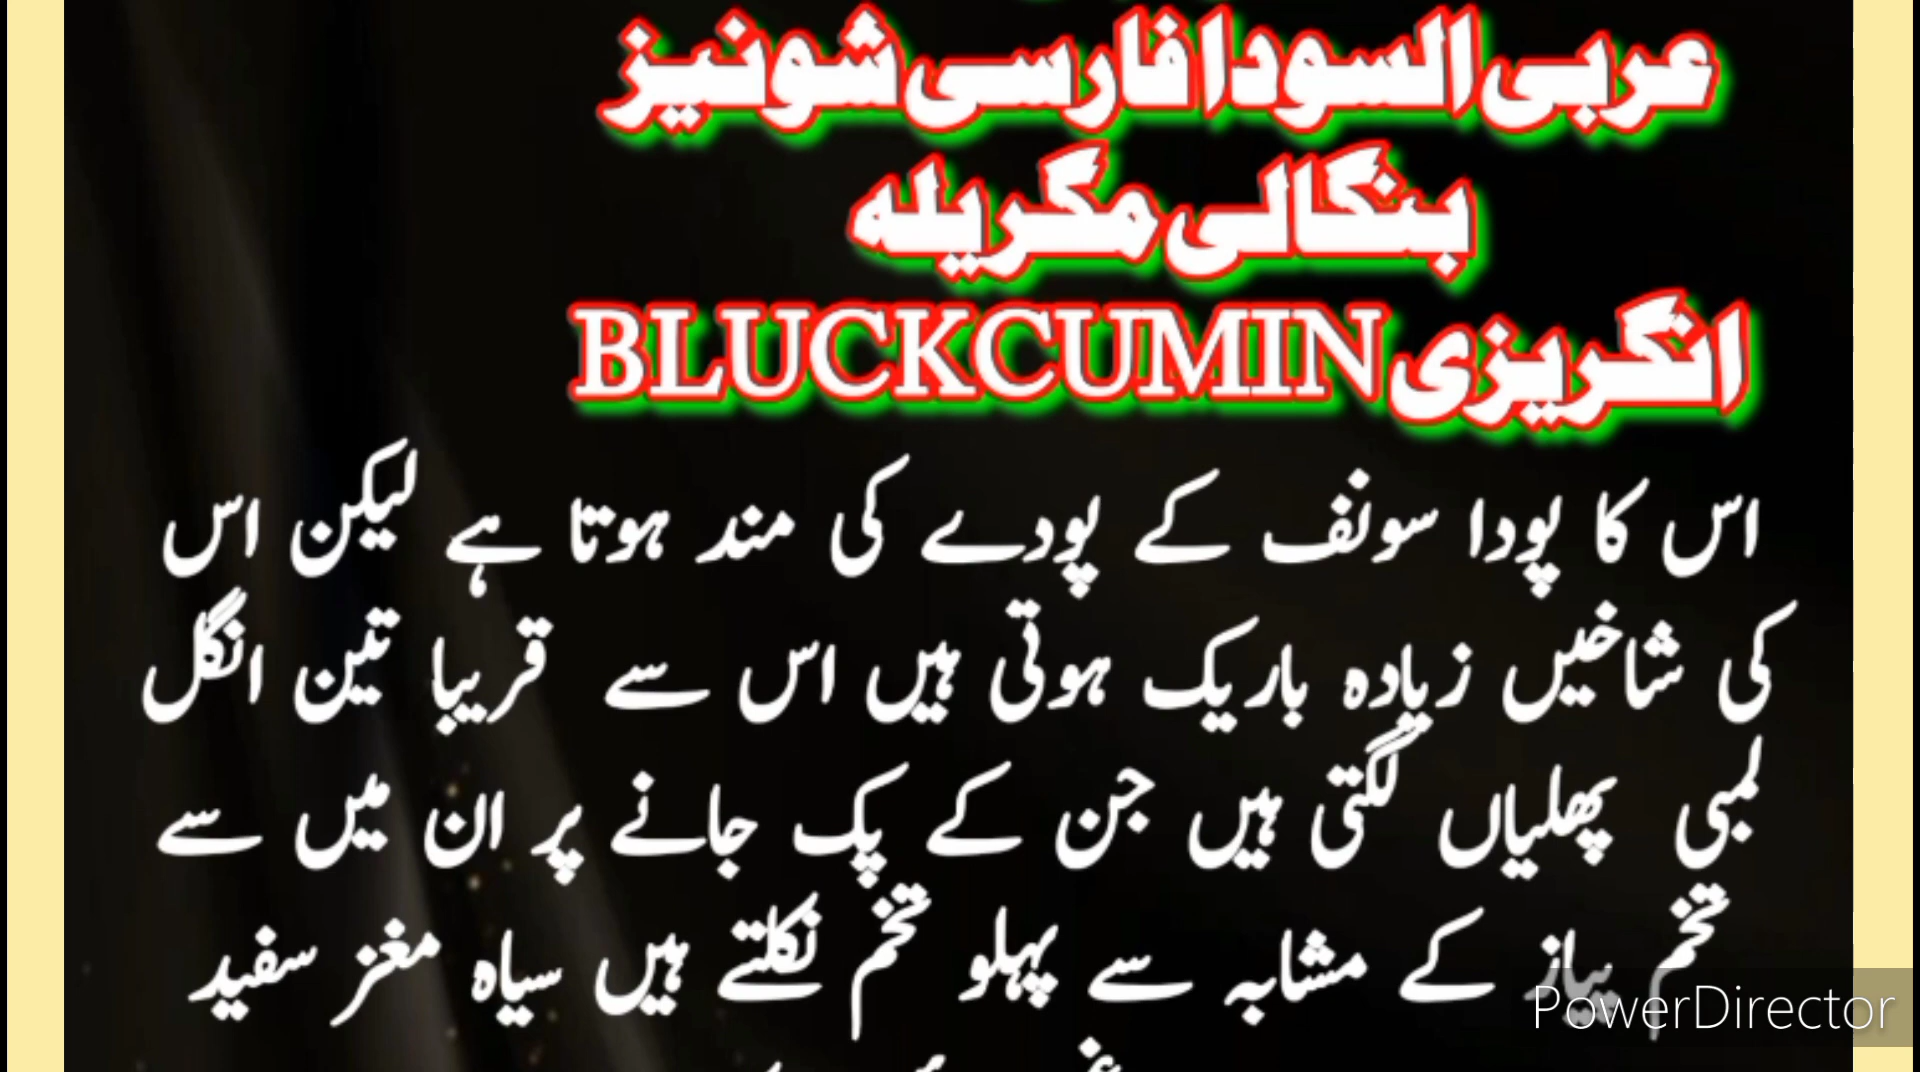 عربی السودا فارسی شونیز
بنگالی مگریلہ
انگریزی BLUCKCUMIN
اس کا پودا سونف کے پودے کی مند ہوتا ہے لیکن اس
کی شاخیں زیادہ باریک ہوتی ہیں اس سے قریبا تین انگل
لمبی پھلیاں لگتی ہیں جن کے پک جانے پر ان میں سے
تخم پیاز کے مشابہ سے پہلو تخم نکلتے ہیں سیاہ مغز سفید
PowerDirector